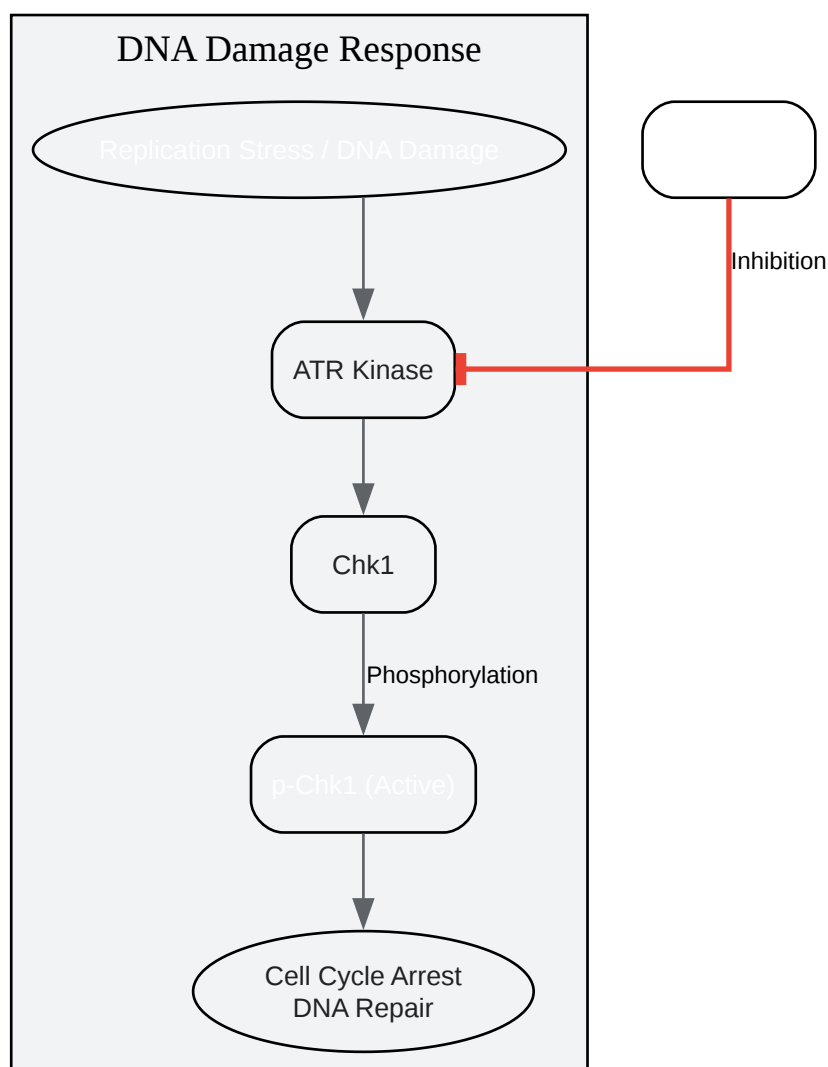 DNA Damage Response
Replication Stress / DNA Damage
Inhibition
ATR Kinase
Chk1
Phosphorylation
p-Chk1 (Active)
Cell Cycle Arrest
DNA Repair